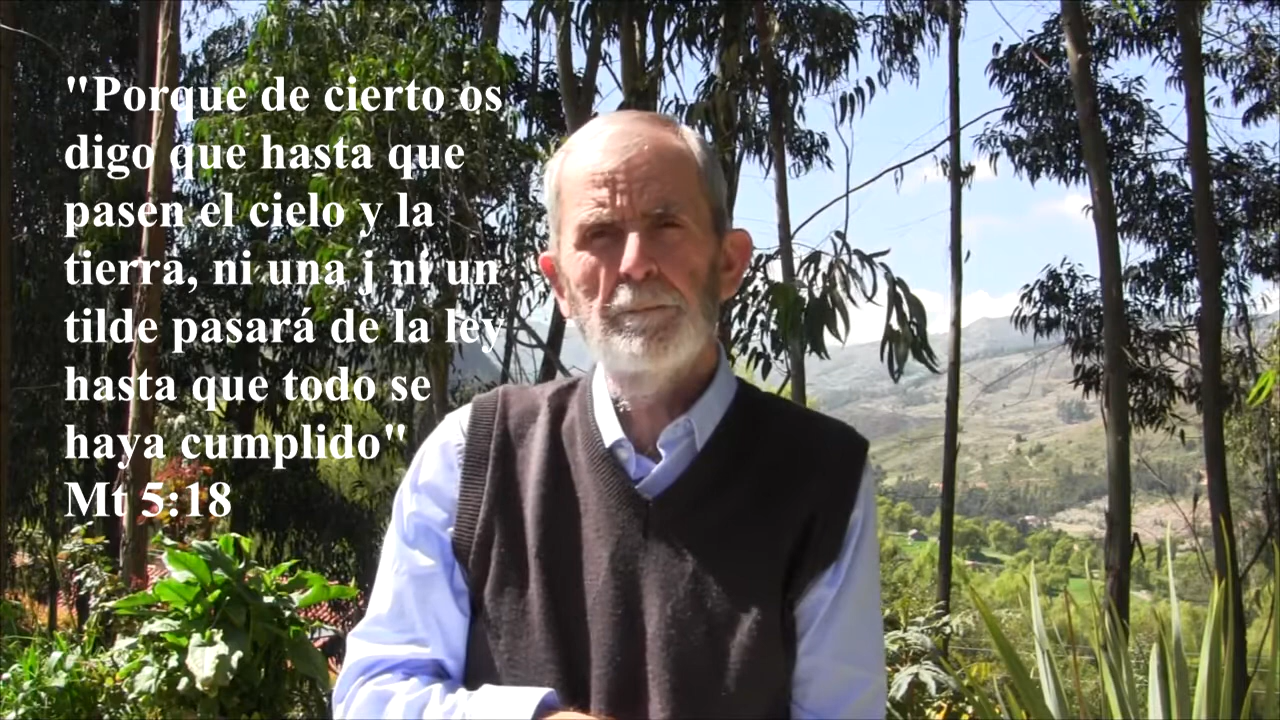 "Porque de cierto os
digo que hasta que
pasen el cielo y la
tierra, ni una j ni un
tilde pasará de la ley
hasta que todo se
haya cumplido"
Mt 5:18